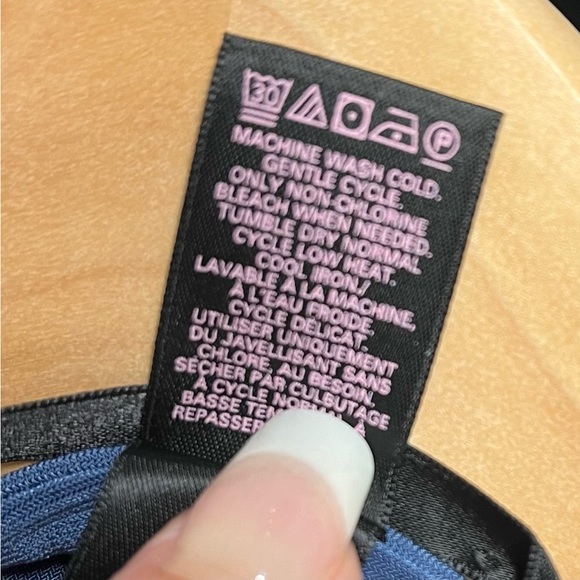 30 P
MACHINE WASH COLD.
GENTLE CYCLE.
ONLY NON-CHLORINE
BLEACH WHEN NEEDED.
TUMBLE DRY NORMAL
CYCLE LOW HEAT.
COOL IRON./
LAVABLE À LA MACHINE,
À L'EAU FROIDE.
CYCLE DÉLICAT.
UTILISER UNIQUEMENT
DU JAVELLISANT SANS
CHLORE, AU BESOIN.
SÉCHER PAR CULBUTAGE
À CYCLE NORMAL À
BASSE
REPASSER